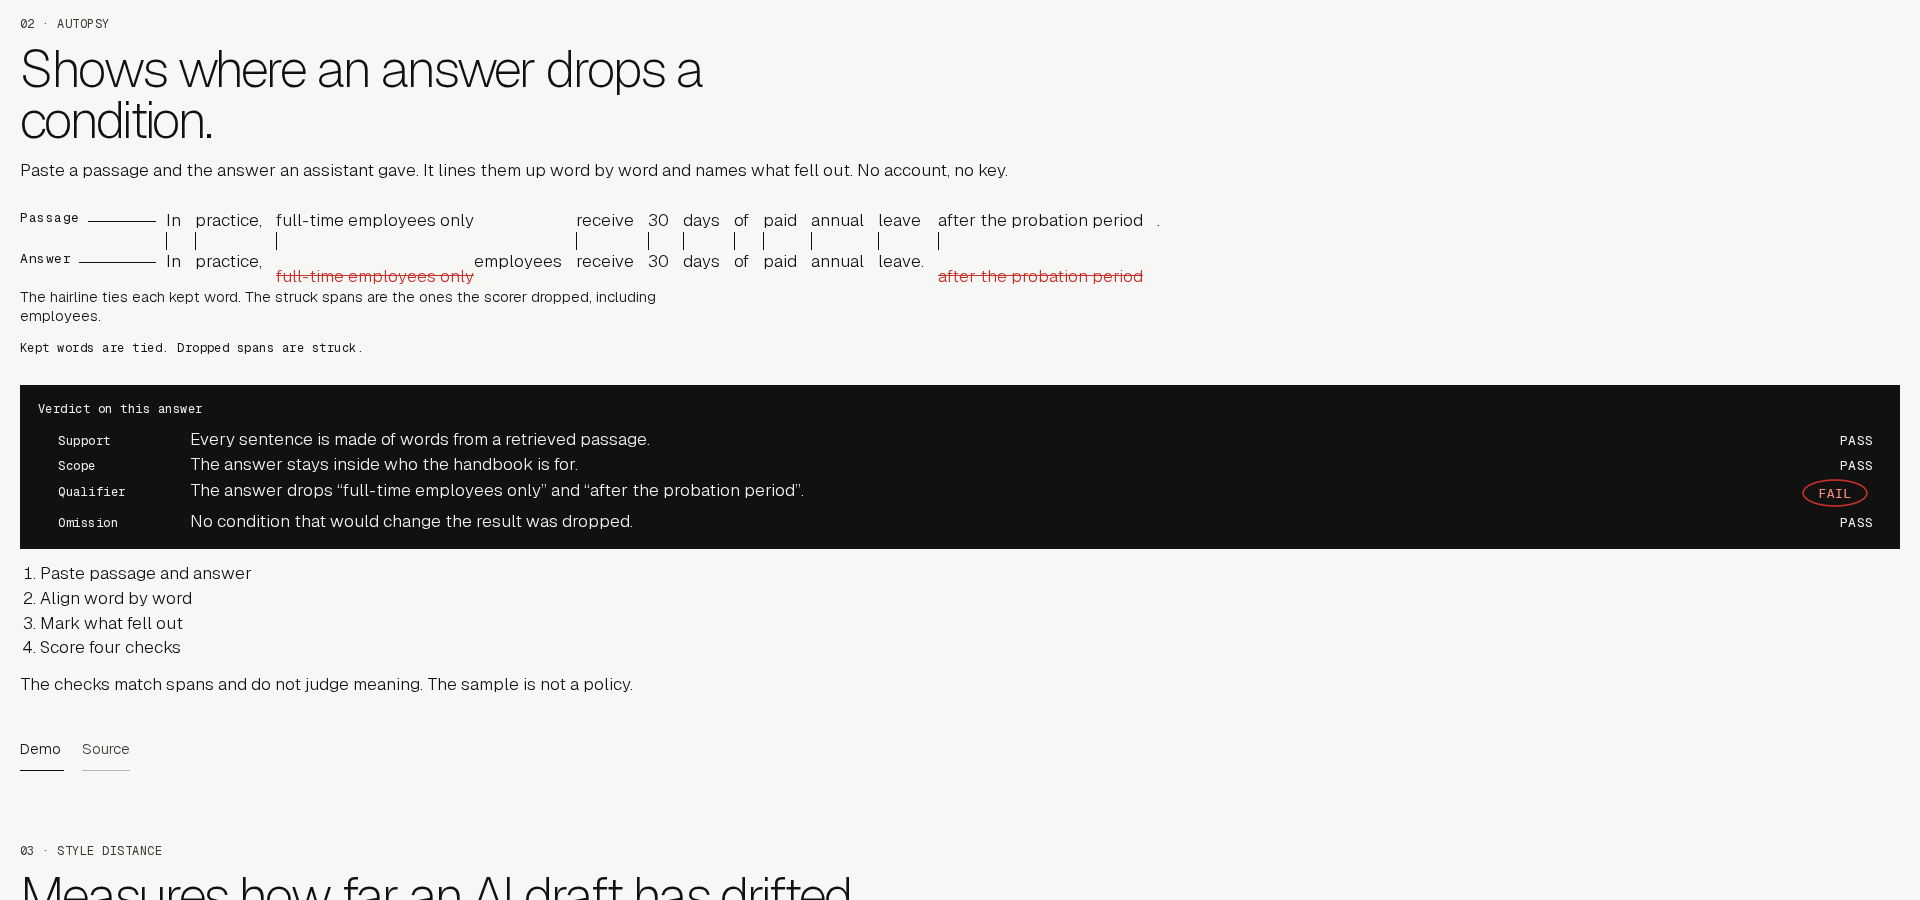 02 · AUTOPSY
Shows where an answer drops a
condition.
Paste a passage and the answer an assistant gave. It lines them up word by word and names what fell out. No account, no key.
Passage In practice, full-time employees only receive 30 days of paid annual leave after the probation period .
Answer In practice, employees receive 30 days of paid annual leave.
full-time employees only after the probation period
The hairline ties each kept word. The struck spans are the ones the scorer dropped, including
employees.
Kept words are tied. Dropped spans are struck.
Verdict on this answer
Support Every sentence is made of words from a retrieved passage. PASS
Scope The answer stays inside who the handbook is for. PASS
Qualifier The answer drops “full-time employees only” and “after the probation period”. FAIL
Omission No condition that would change the result was dropped. PASS
1. Paste passage and answer
2. Align word by word
3. Mark what fell out
4. Score four checks
The checks match spans and do not judge meaning. The sample is not a policy.
Demo Source
03 · STYLE DISTANCE
Measures how far an AI draft has drifted